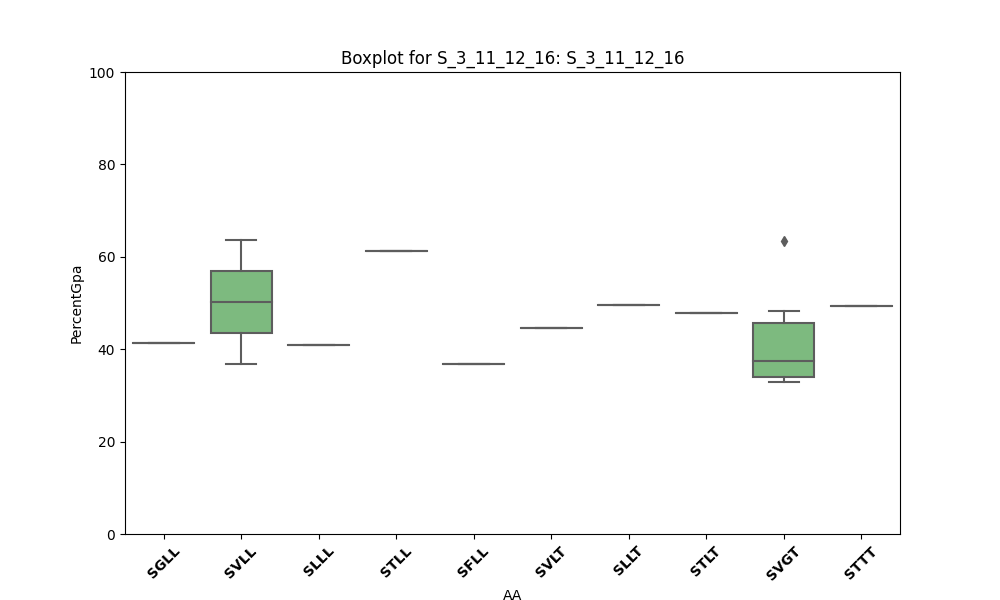 Boxplot for S_3_11_12_16: S_3_11_12_16
100
80
60
40
20
0
PercentGpa
SGLL
SVLL
SLLL
STLL
SFLL
SVLT
SLLT
STLT
SVGT
STTT
AA